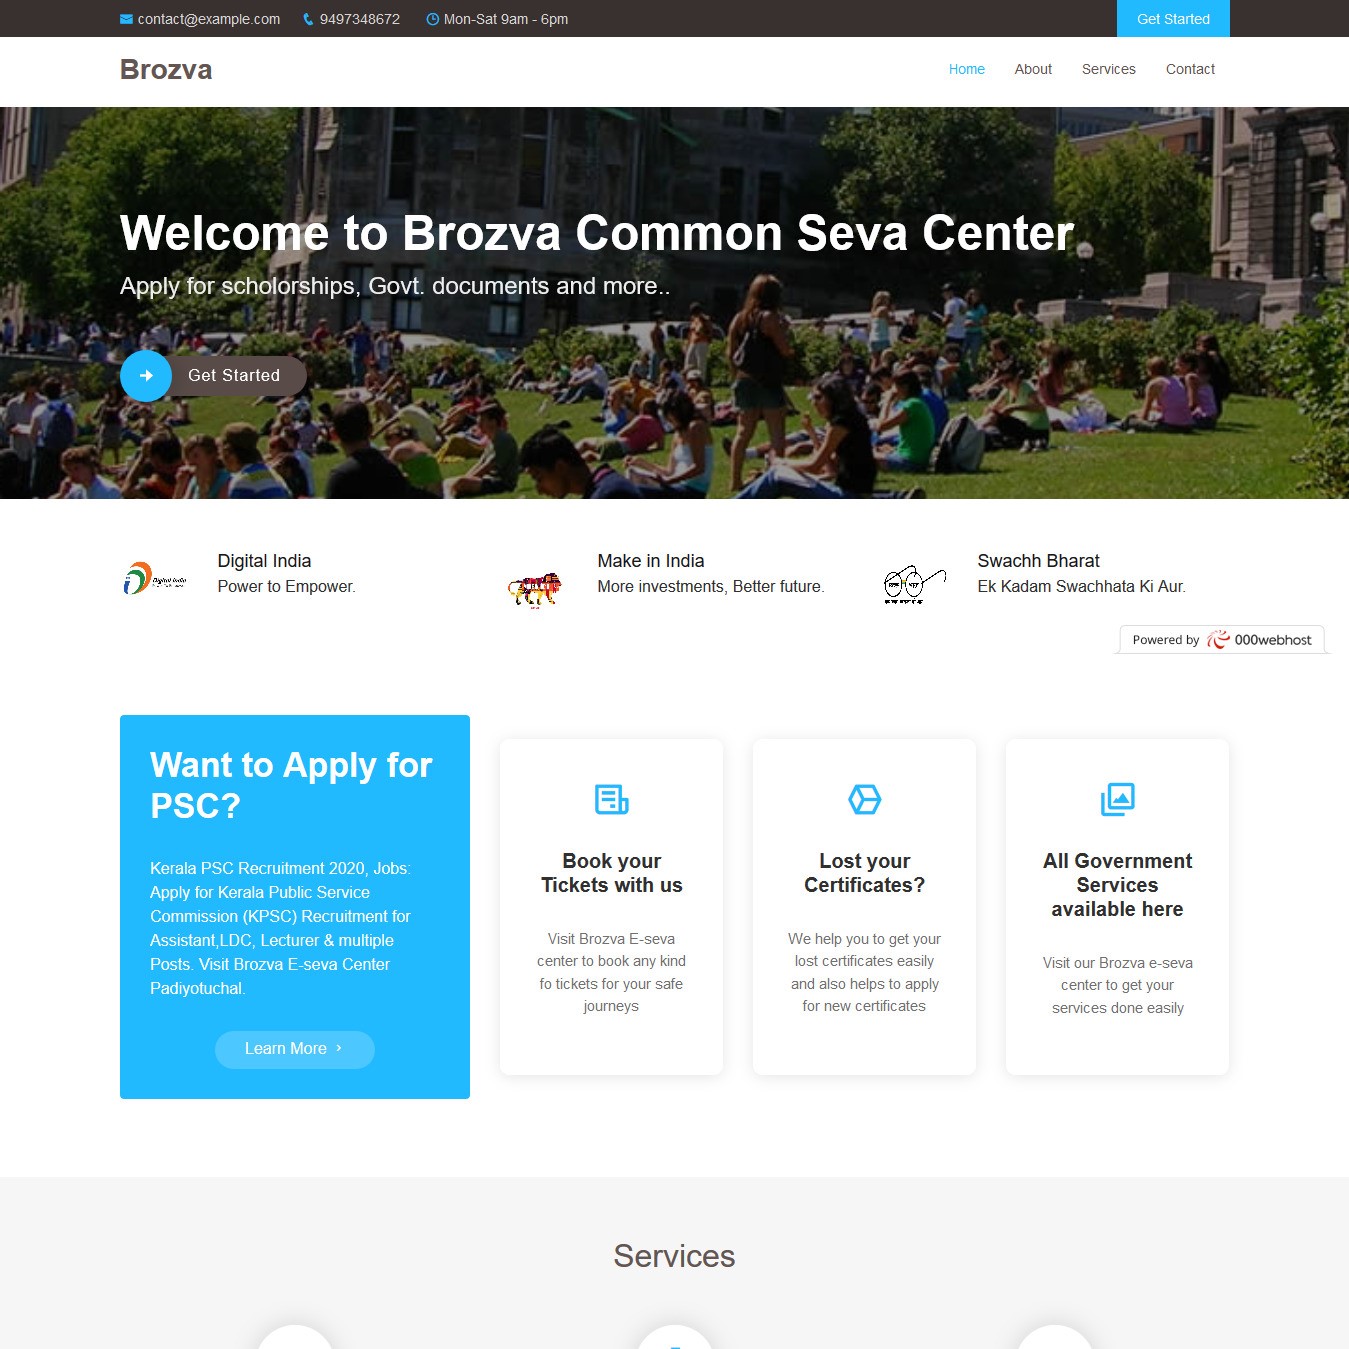 contact@example.com 9497348672 Mon-Sat 9am - 6pm Get Started
Brozva Home About Services Contact
Welcome to Brozva Common Seva Center
Apply for scholorships, Govt. documents and more..
Get Started
Digital India
Power to Empower.
Make in India
More investments, Better future.
Swachh Bharat
Ek Kadam Swachhata Ki Aur.
Digital India
Powered by 000webhost
Want to Apply for
PSC?
Kerala PSC Recruitment 2020, Jobs:
Apply for Kerala Public Service
Commission (KPSC) Recruitment for
Assistant,LDC, Lecturer & multiple
Posts. Visit Brozva E-seva Center
Padiyotuchal.
Learn More
Book your
Tickets with us
Visit Brozva E-seva
center to book any kind
fo tickets for your safe
journeys
Lost your
Certificates?
We help you to get your
lost certificates easily
and also helps to apply
for new certificates
All Government
Services
available here
Visit our Brozva e-seva
center to get your
services done easily
Services